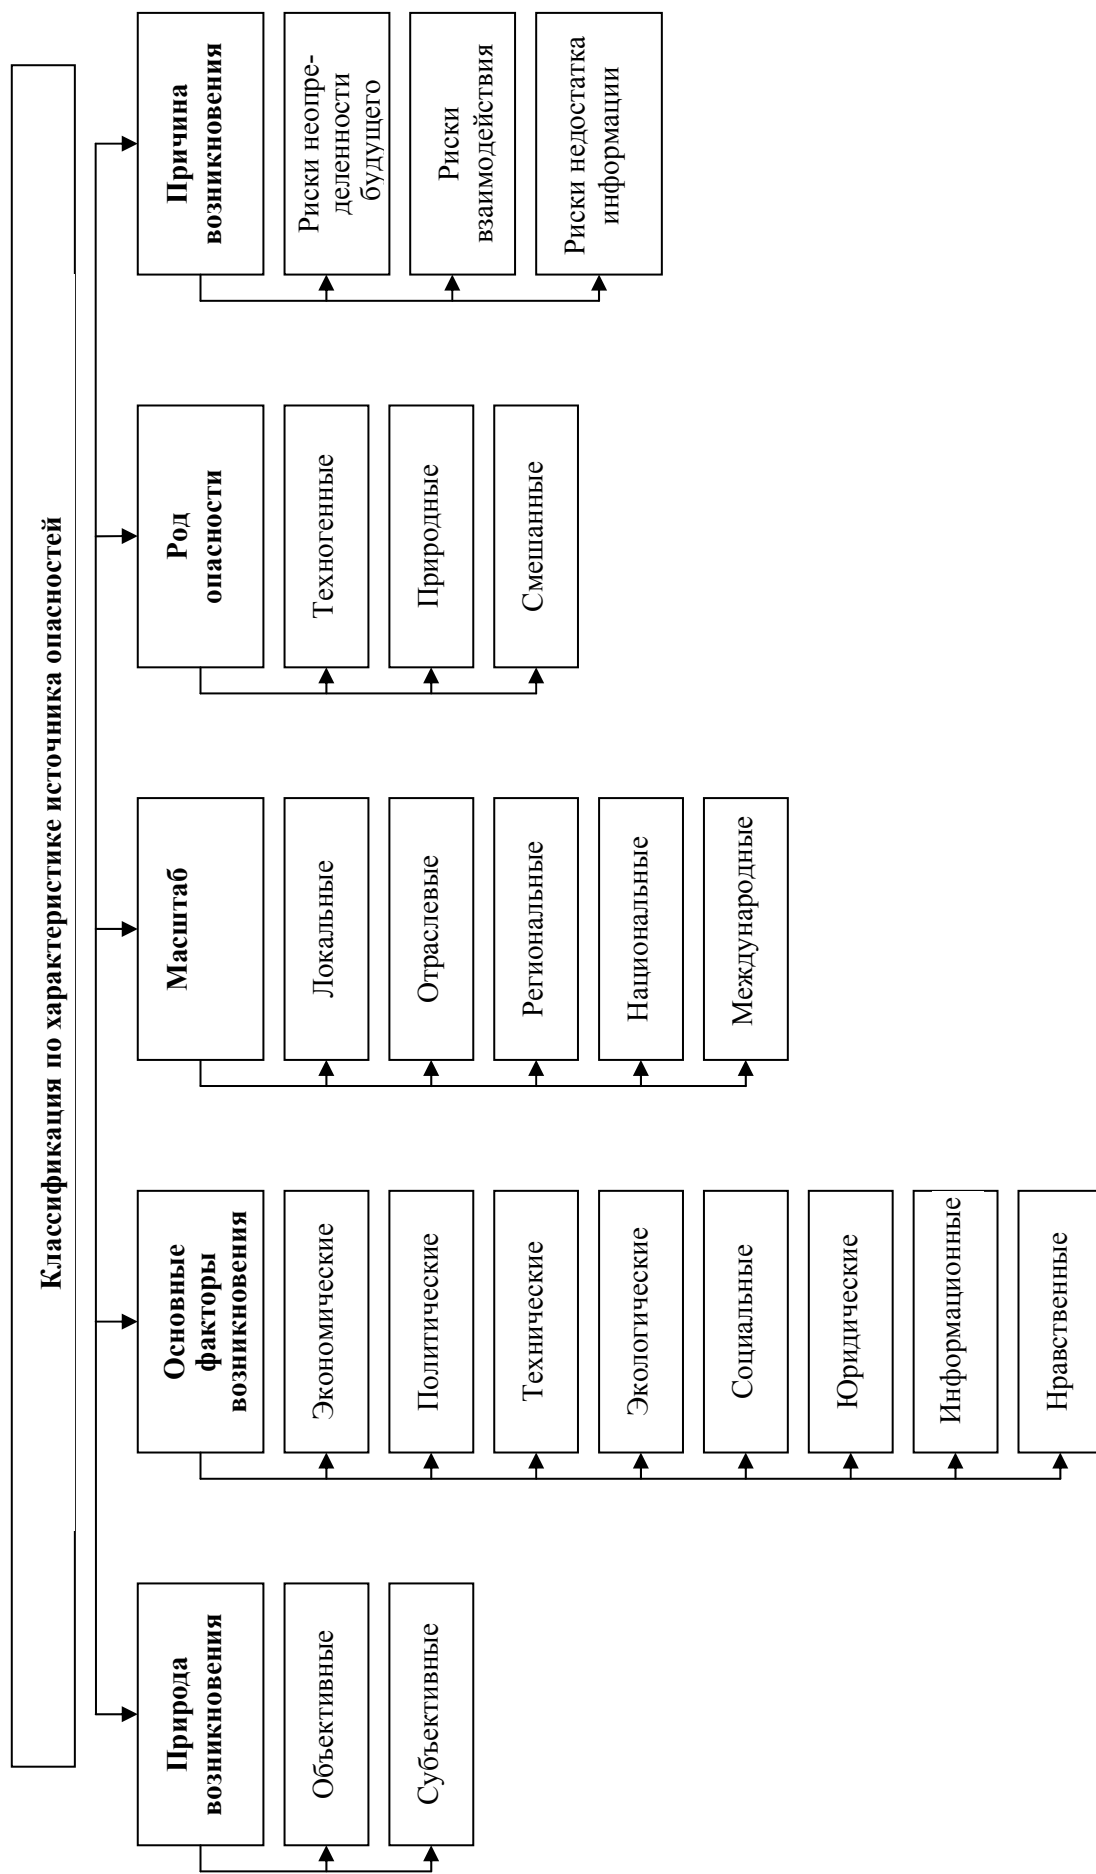 Классификация по характеристике источника опасностей
Природа
возникновения
Объективные
Субъективные
Основные
факторы
возникновения
Экономические
Политические
Технические
Экологические
Социальные
Юридические
Информационные
Нравственные
Масштаб
Локальные
Отраслевые
Региональные
Национальные
Международные
Род
опасности
Техногенные
Природные
Смешанные
Причина
возникновения
Риски неопре-
деленности
будущего
Риски
взаимодействия
Риски недостатка
информации